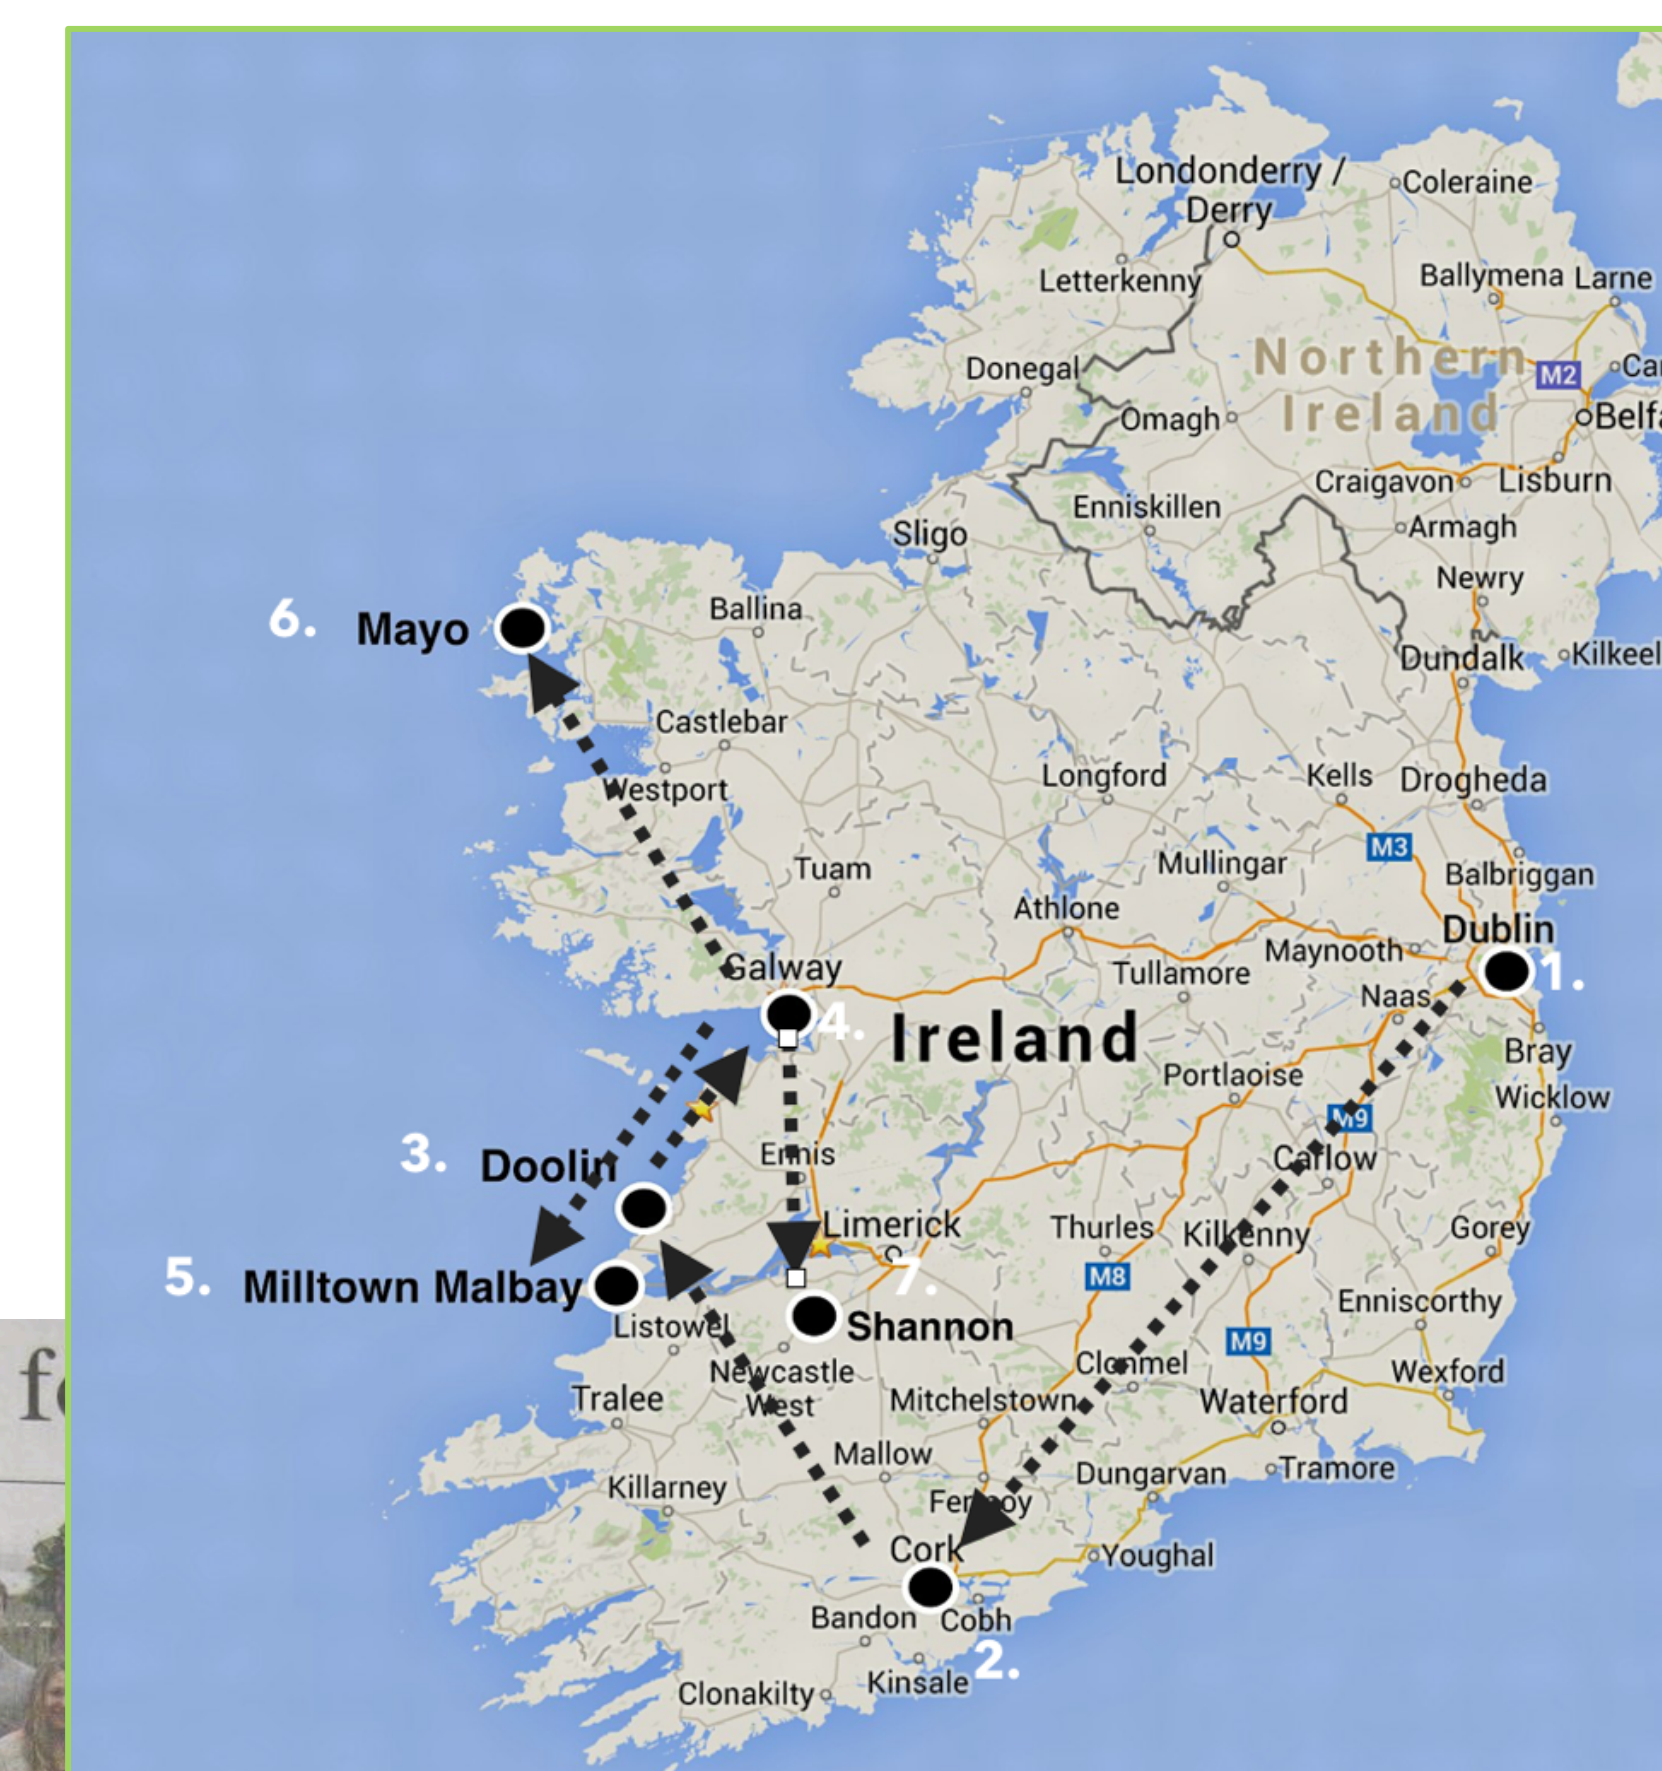 Londonderry /
Derry
Coleraine
Letterkenny
Ballymena
Larne
Northern
Ireland
M2
Donegal
Omagh
Craigavon
Lisburn
Enniskillen
Armagh
Sligo
Newry
6.
Mayo
Ballina
Dundalk
Kilkeel
Castlebar
Westport
Longford
Kells
Drogheda
M3
Tuam
Mullingar
Balbriggan
Athlone
Dublin
1.
Maynooth
Galway
Tullamore
Naas
4.
Ireland
Bray
Portlaoise
Wicklow
M9
3.
Doolin
Ennis
Carlow
Limerick
Thurles
Kilkenny
Gorey
5.
Milltown Malbay
7.
M8
Shannon
Enniscorthy
Listowel
M9
Newcastle
West
Clonmel
Wexford
Tralee
Mitchelstown
Waterford
Mallow
Dungarvan
Tramore
Killarney
Fermoy
Cork
Youghal
Bandon
Cobh
2.
Kinsale
Clonakilty